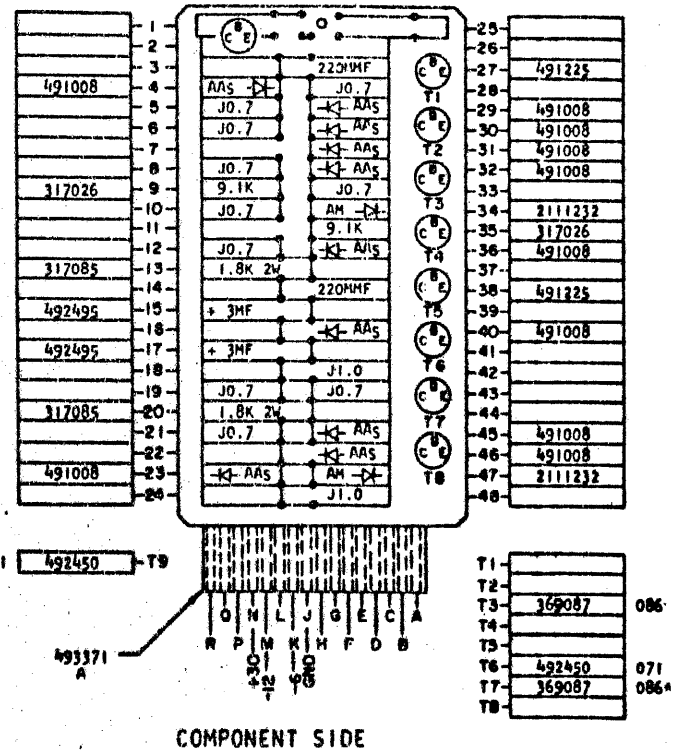 1
2
3
4 491008
5
6
7
8
9 317026
10
11
12
13 317085
14
15 492495
16
17 492495
18
19
20 317085
21
22
23 491008
24
C B E
220MMF
AAS J0.7
J0.7 AAS
J0.7 AAS
AAS
J0.7 AAS
9.1K J0.7
J0.7 AM
9.1K
J0.7 AAS
1.8K 2W
220MMF
+ 3MF
AAS
+ 3MF
J1.0
J0.7 J0.7
1.8K 2W
J0.7 AAS
AAS
AAS AM
J1.0
C B E
T1
C B E
T2
C B E
T3
C B E
T4
C B E
T5
C B E
T6
C B E
T7
C B E
T8
25
26
27 491225
28
29 491008
30 491008
31 491008
32 491008
33
34 2111232
35 317026
36 491008
37
38 491225
39
40 491008
41
42
43
44
45 491008
46 491008
47 2111232
48
492450 T9
493371
A
R Q P N M L K J H G F E D C B A
+30
-12
-6
GND
T1
T2
T3 369087 086
T4
T5
T6 492450 071
T7 369087 086*
T8
COMPONENT SIDE